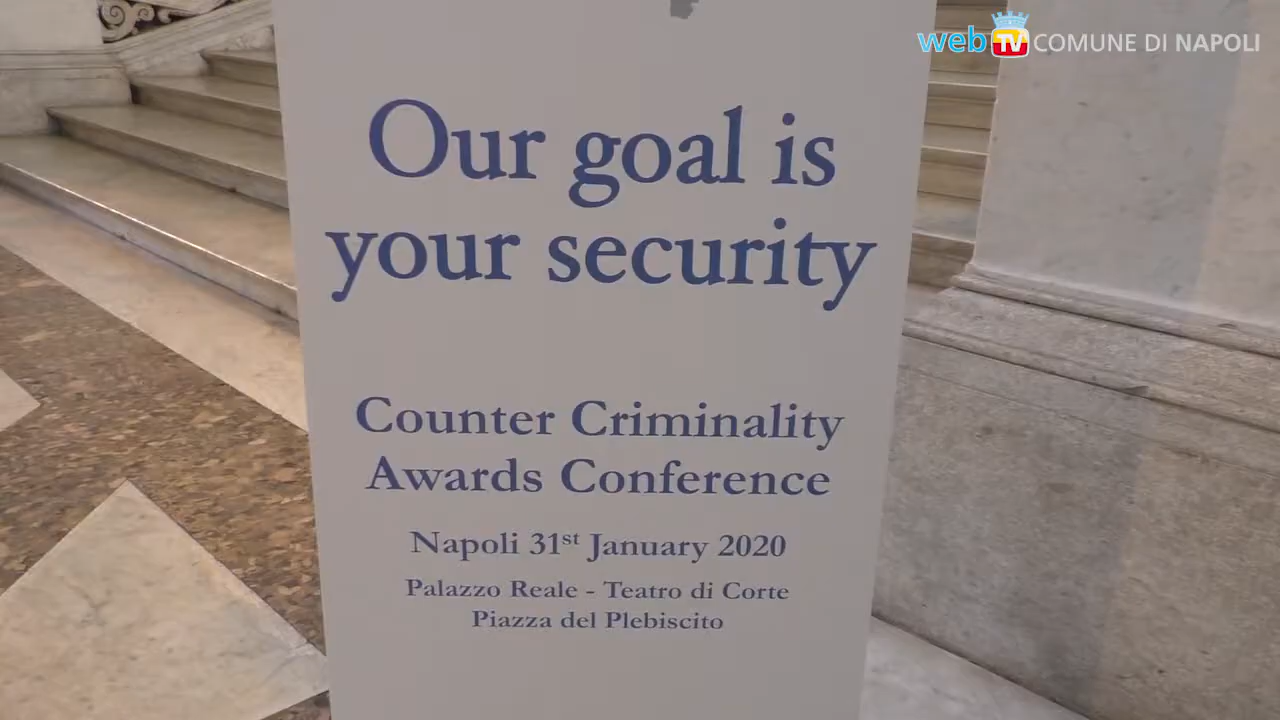 web TV COMUNE DI NAPOLI
Our goal is
your security
Counter Criminality
Awards Conference
Napoli 31st January 2020
Palazzo Reale - Teatro di Corte
Piazza del Plebiscito